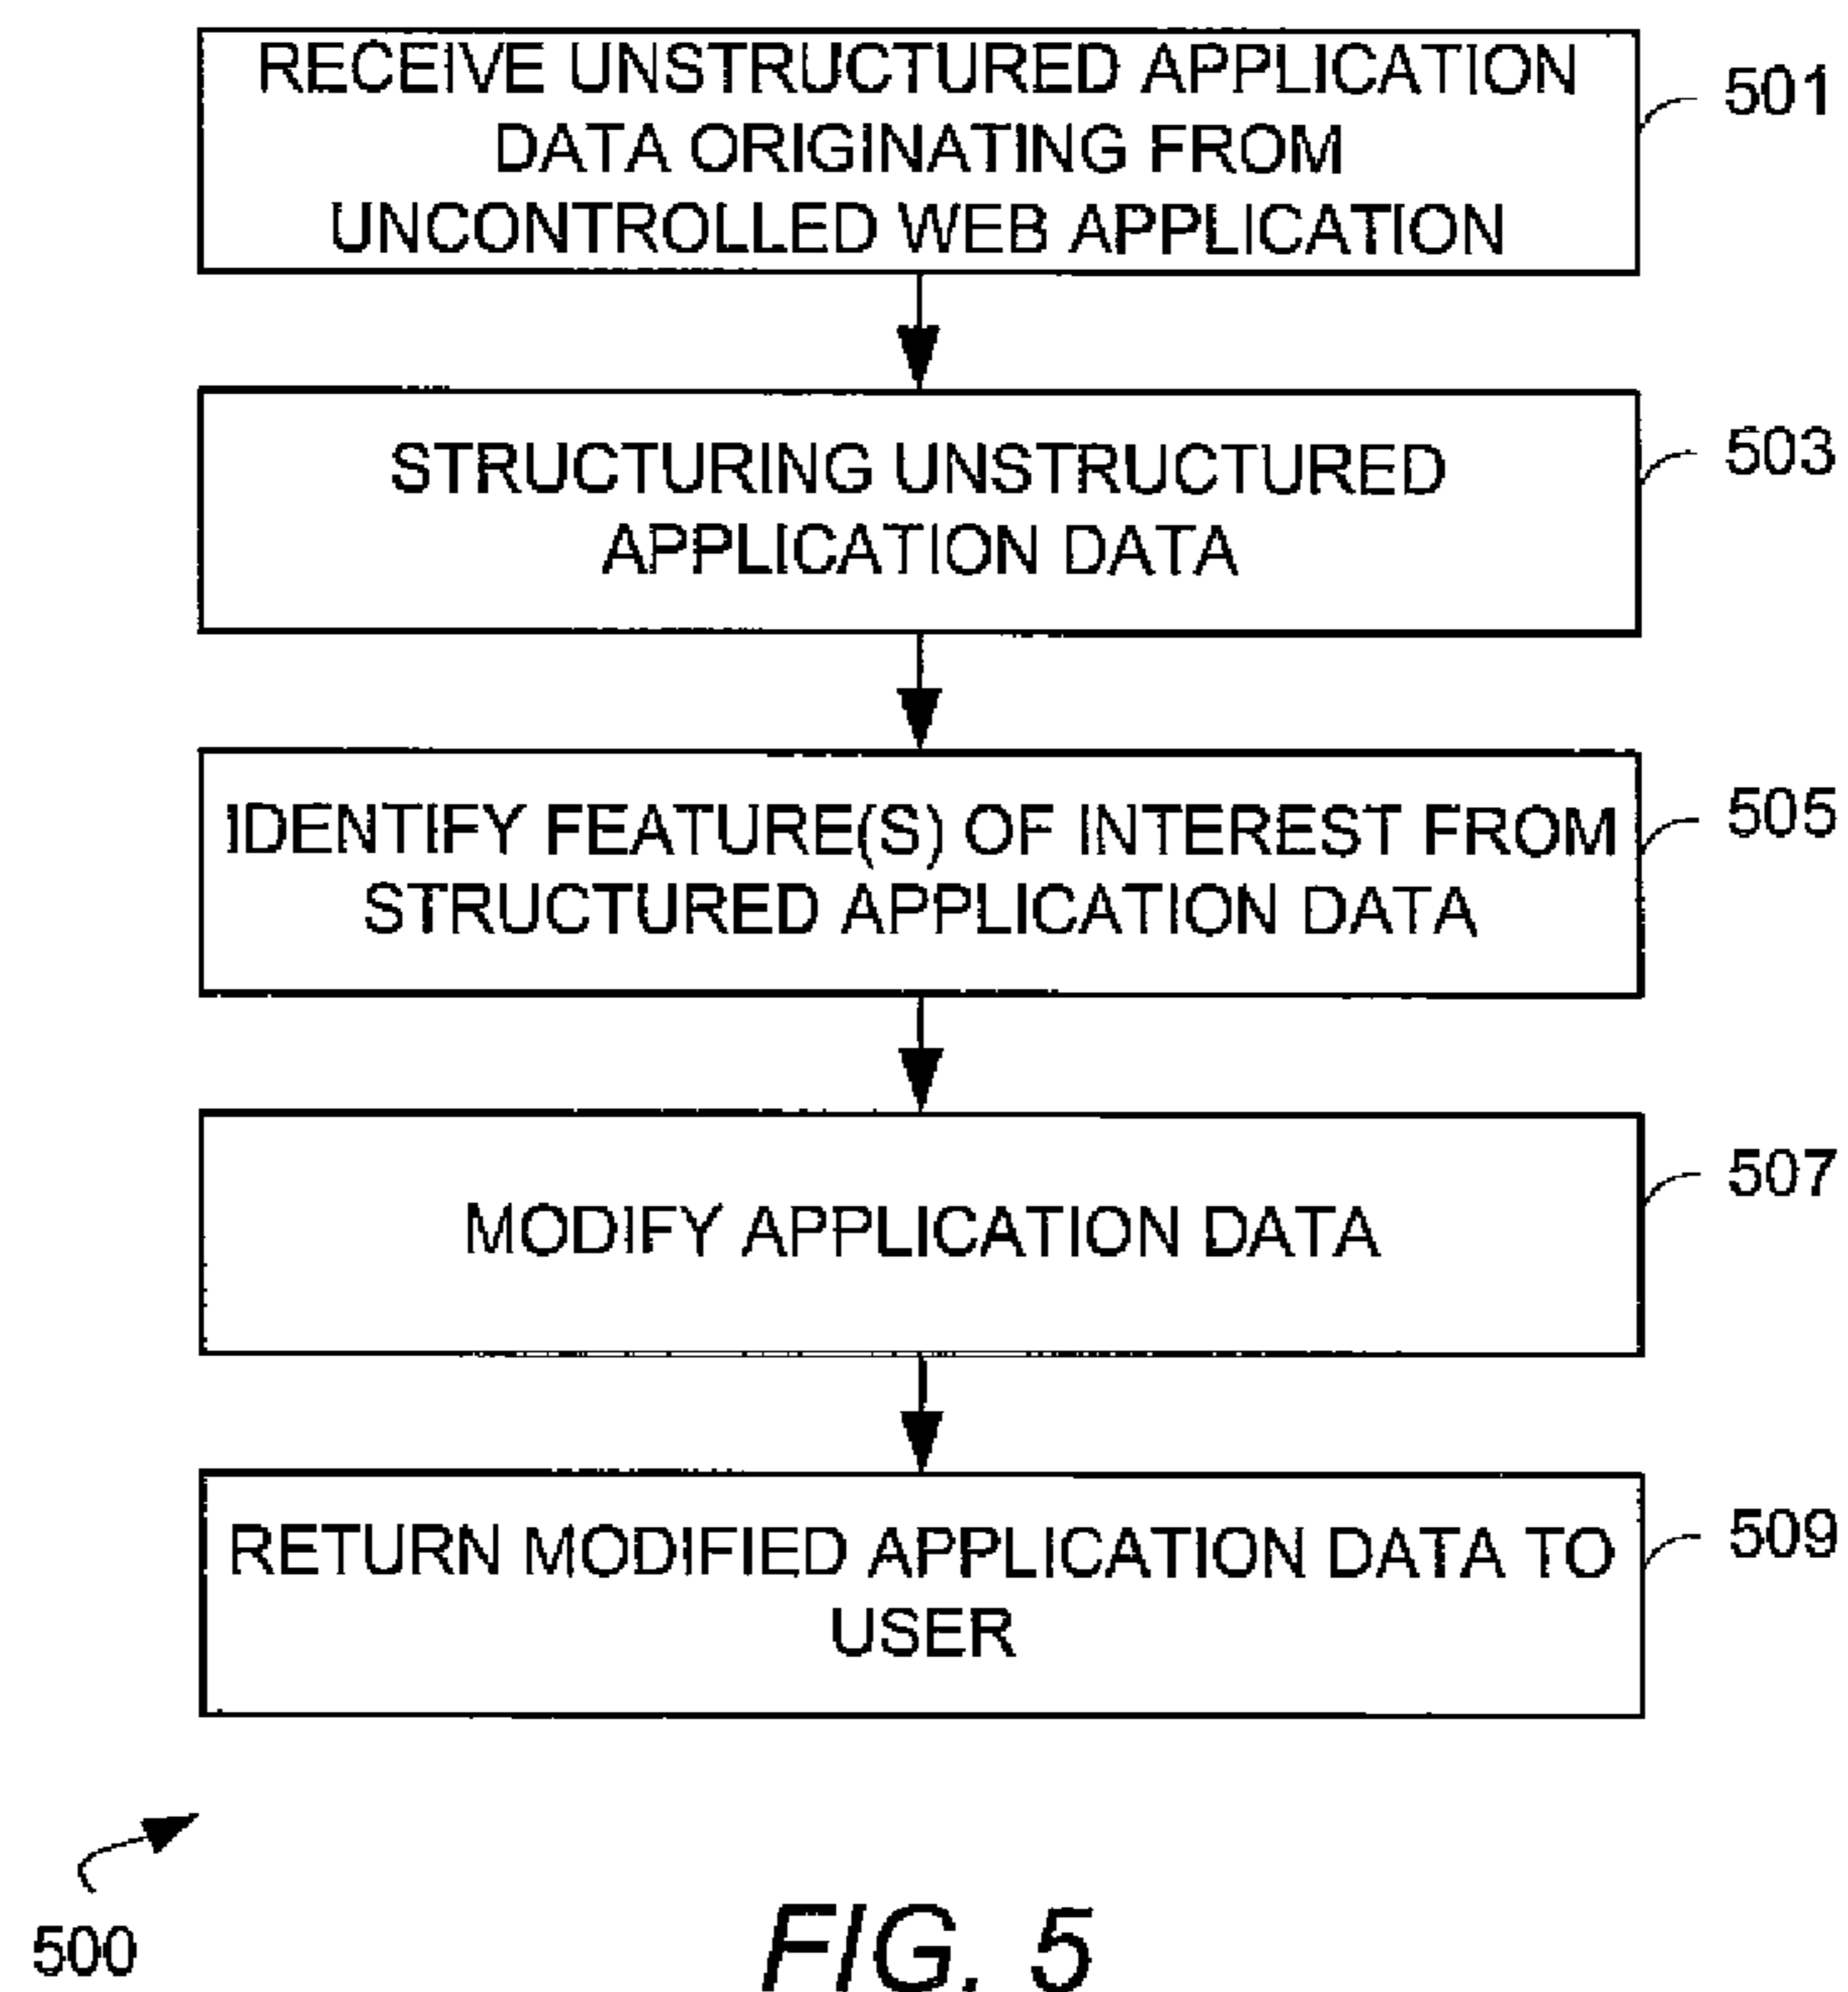 RECEIVE UNSTRUCTURED APPLICATION
DATA ORIGINATING FROM
UNCONTROLLED WEB APPLICATION
501
STRUCTURING UNSTRUCTURED
APPLICATION DATA
503
IDENTIFY FEATURE(S) OF INTEREST FROM
STRUCTURED APPLICATION DATA
505
MODIFY APPLICATION DATA
507
RETURN MODIFIED APPLICATION DATA TO
USER
509
500
FIG. 5